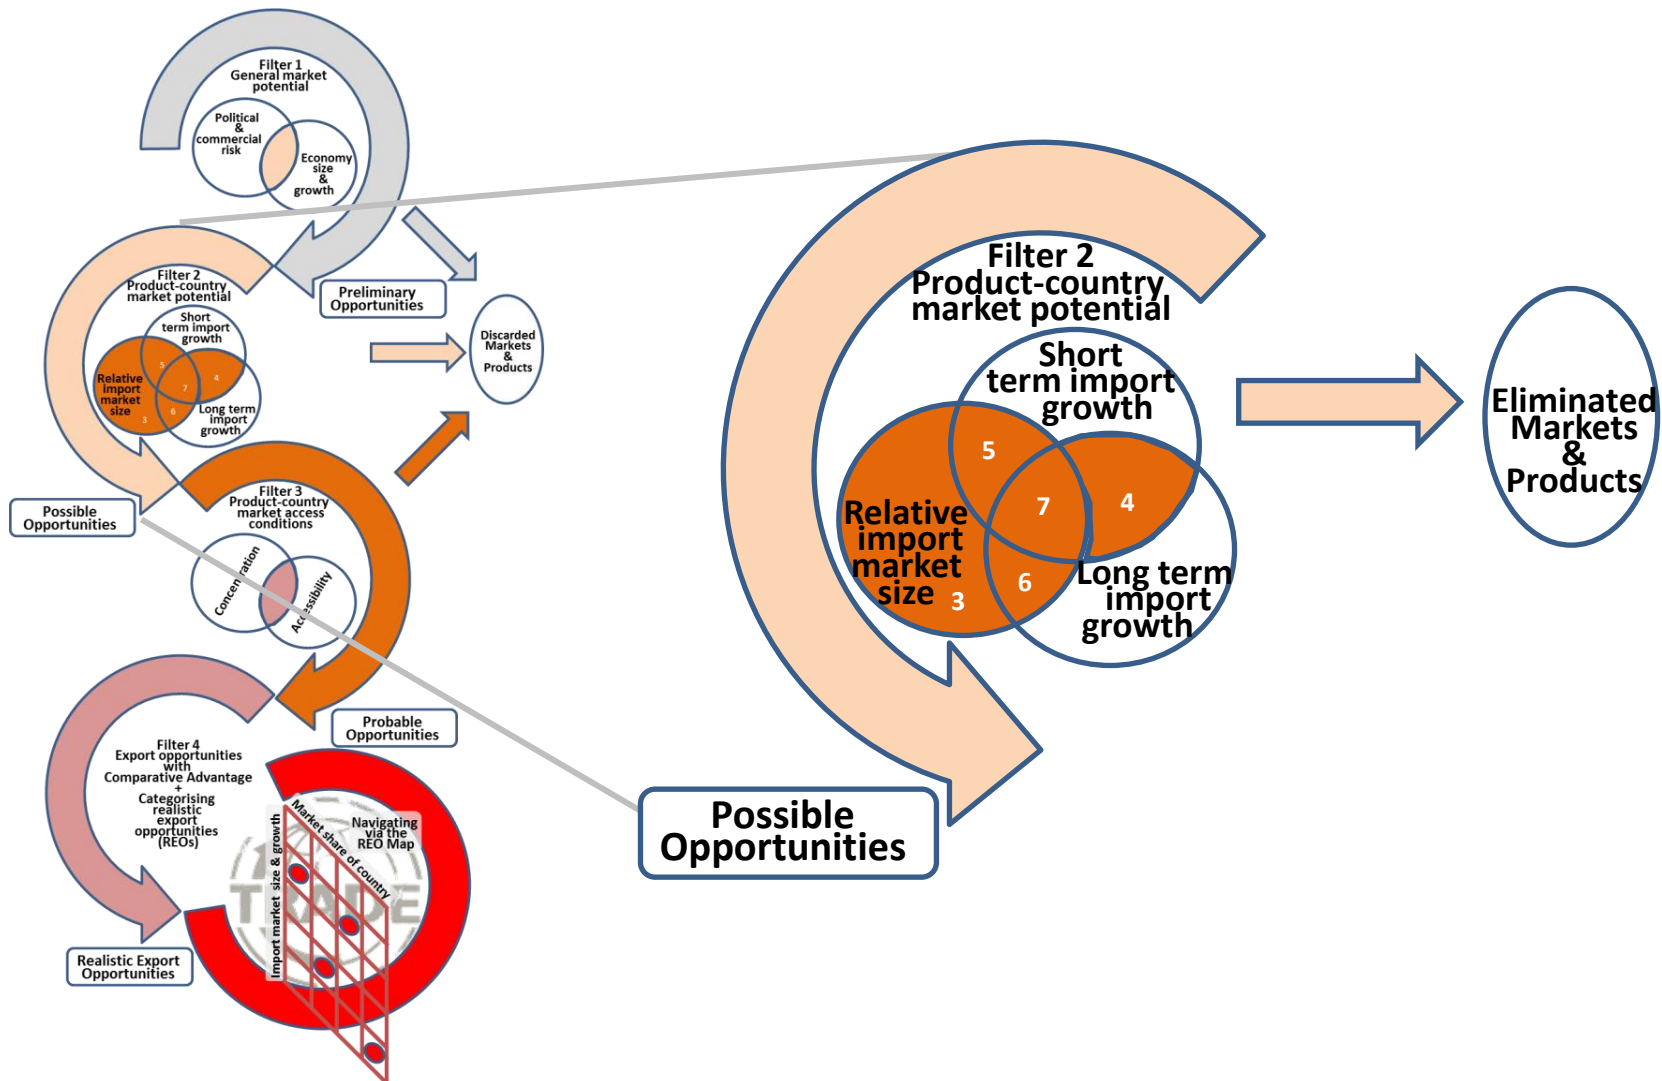 Filter 1
General market
potential
Political
&
commercial
risk
Economy
size
&
growth
Preliminary
Opportunities
Filter 2
Product-country
market potential
Short
term import
growth
5
4
7
Relative
import
market
size
6
3
Long term
import
growth
Discarded
Markets
&
Products
Possible
Opportunities
Filter 3
Product-country
market access
conditions
Concentration
Accessibility
Probable
Opportunities
Filter 4
Export opportunities
with
Comparative Advantage
+
Categorising
realistic
export
opportunities
(REOs)
Realistic Export
Opportunities
Import market size & growth
Market share of country
Navigating
via the
REO Map
TRADE
Filter 2
Product-country
market potential
Short
term import
growth
5
7
4
Relative
import
market
size
3
6
Long term
import
growth
Possible
Opportunities
Eliminated
Markets
&
Products